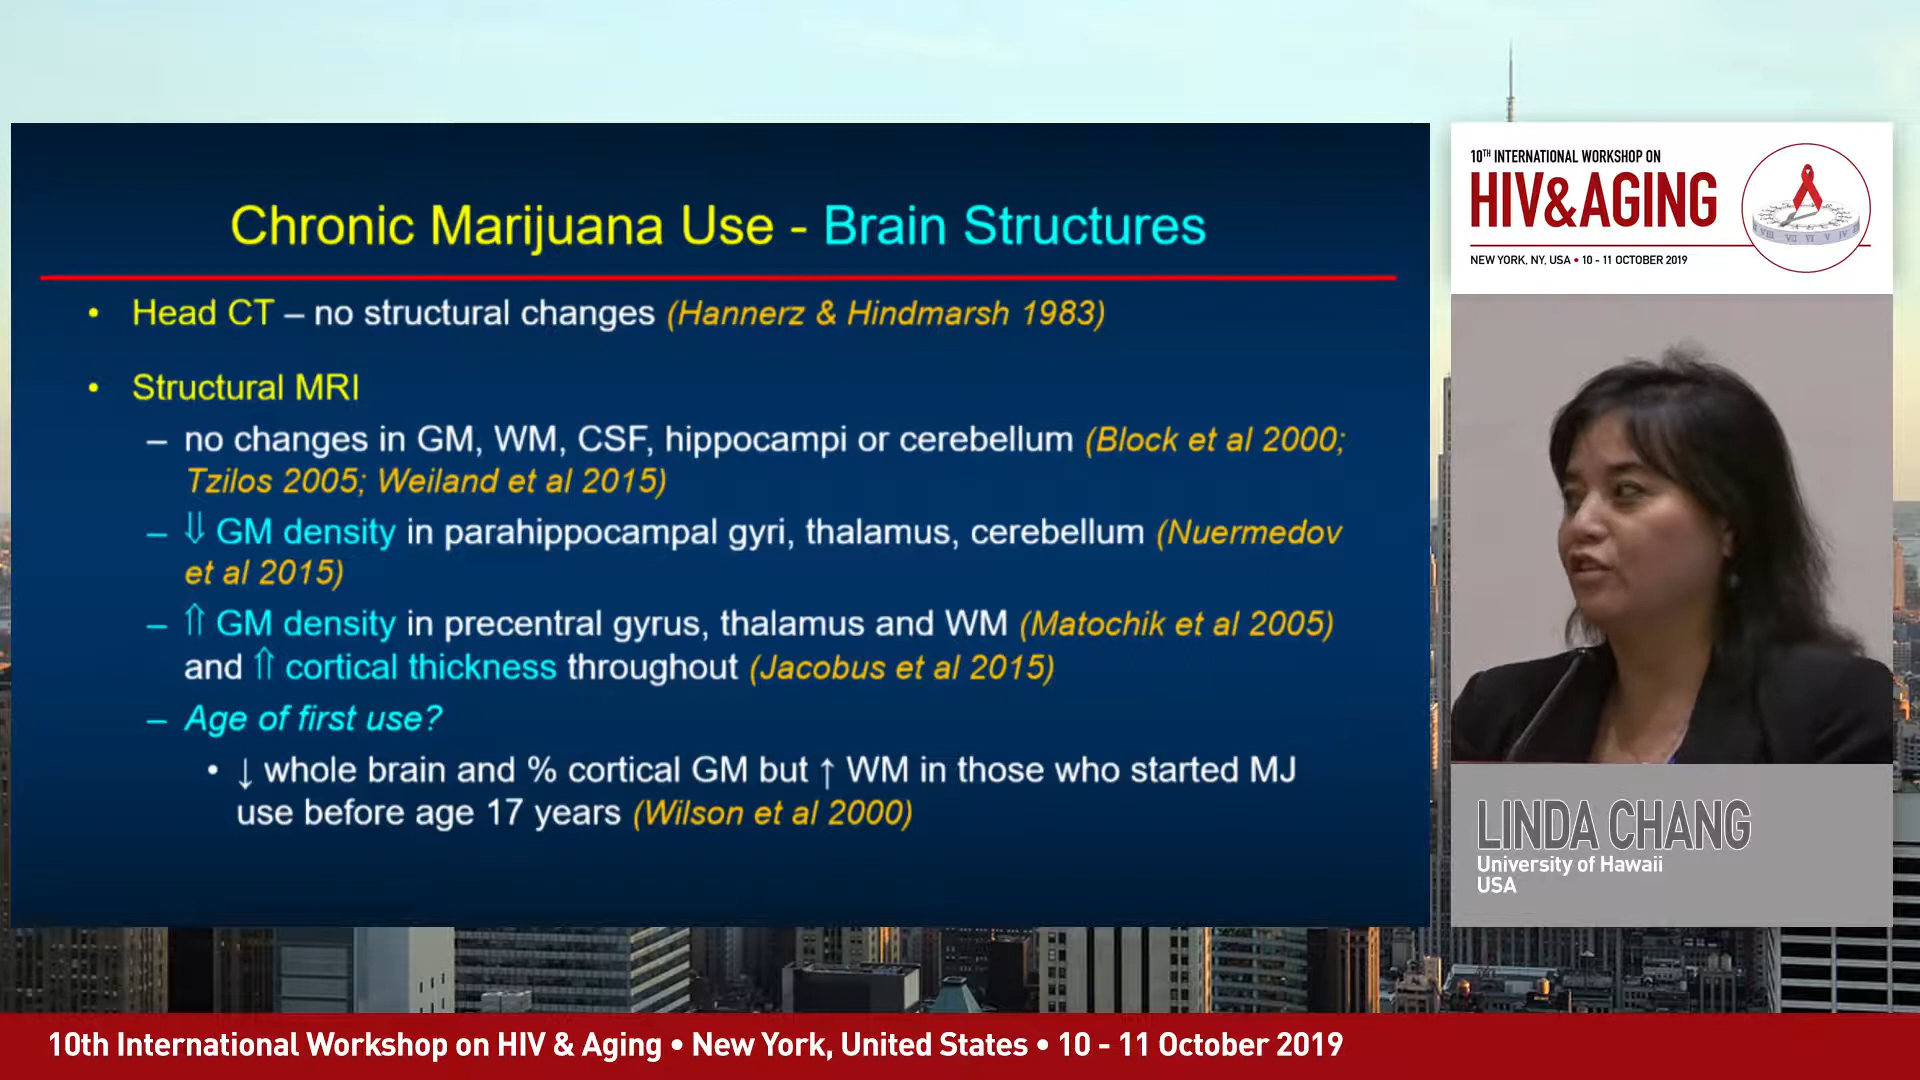 Chronic Marijuana Use - Brain Structures
• Head CT – no structural changes (Hannerz & Hindmarsh 1983)
• Structural MRI
– no changes in GM, WM, CSF, hippocampi or cerebellum (Block et al 2000;
Tzilos 2005; Weiland et al 2015)
– ⇓ GM density in parahippocampal gyri, thalamus, cerebellum (Nuermedov
et al 2015)
– ⇑ GM density in precentral gyrus, thalamus and WM (Matochik et al 2005)
and ⇑ cortical thickness throughout (Jacobus et al 2015)
– Age of first use?
• ↓ whole brain and % cortical GM but ↑ WM in those who started MJ
use before age 17 years (Wilson et al 2000)
10TH INTERNATIONAL WORKSHOP ON
HIV&AGING
NEW YORK, NY, USA • 10 - 11 OCTOBER 2019
LINDA CHANG
University of Hawaii
USA
10th International Workshop on HIV & Aging • New York, United States • 10 - 11 October 2019